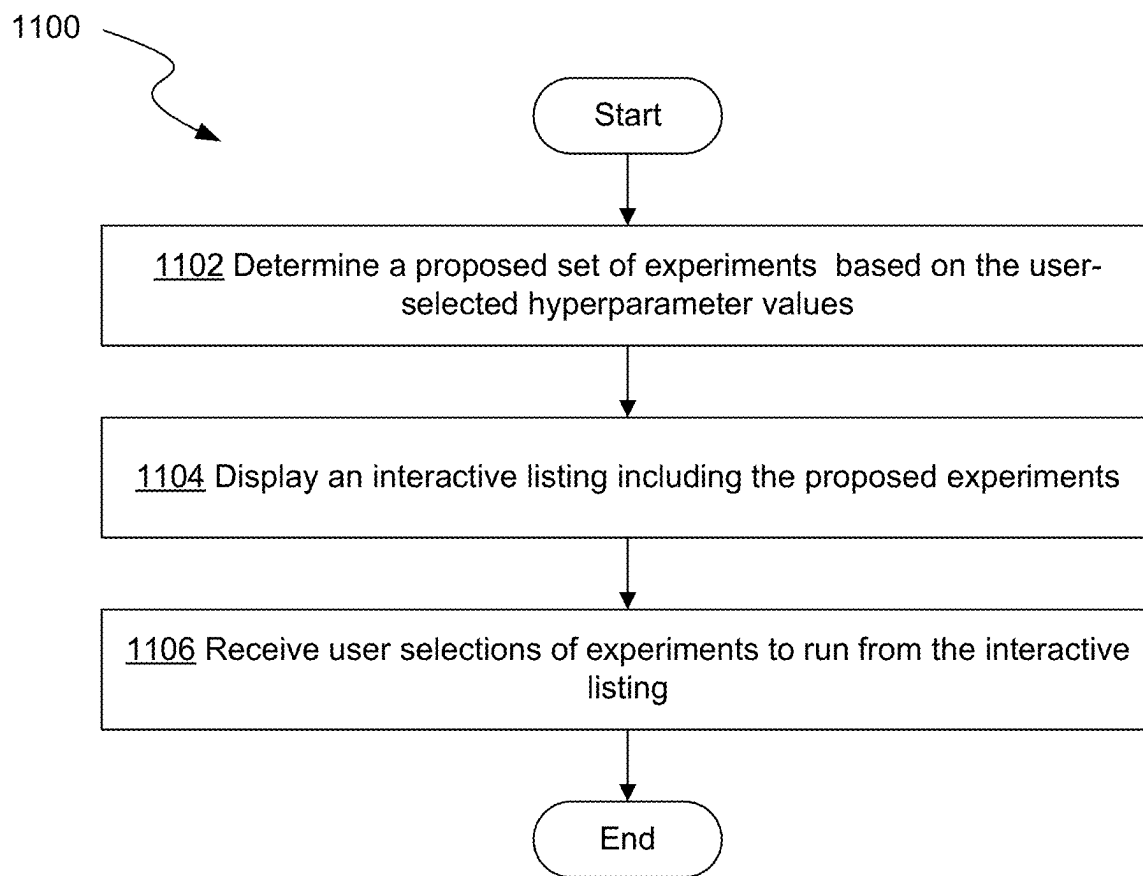 1100
Start
1102 Determine a proposed set of experiments  based on the user-
selected hyperparameter values
1104 Display an interactive listing including the proposed experiments
1106 Receive user selections of experiments to run from the interactive
listing
End